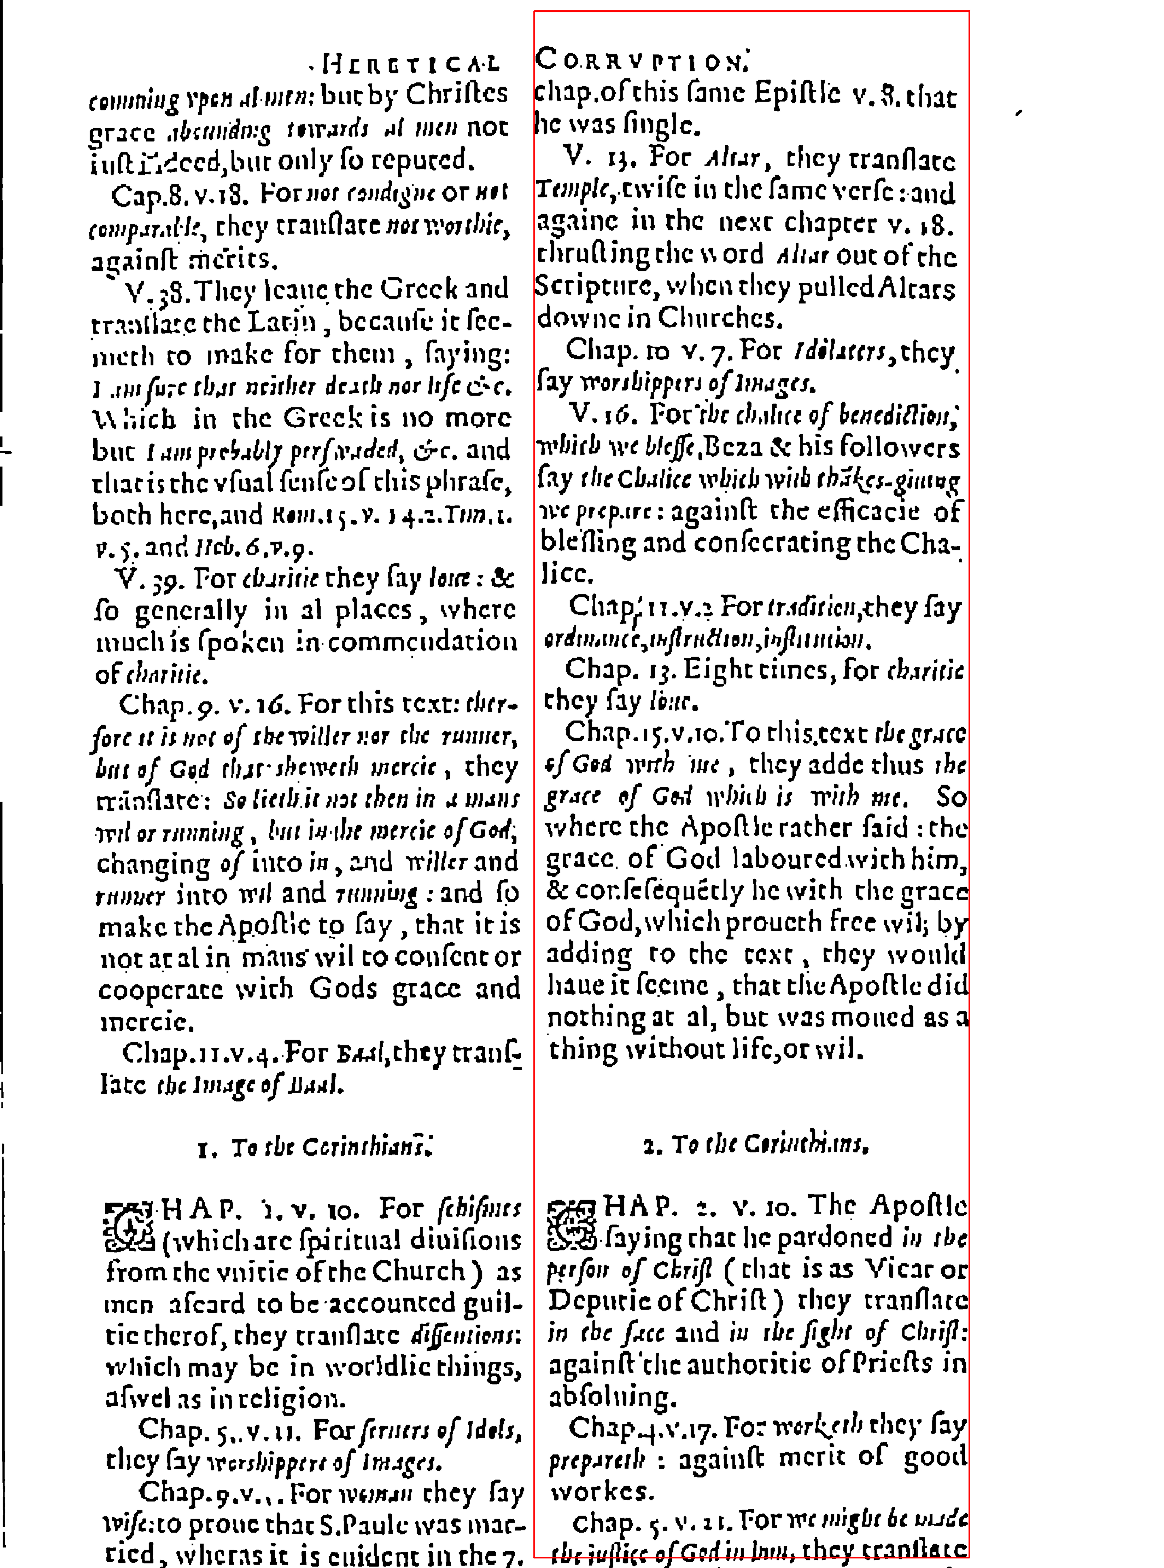 HERETICAL
comming vpon al men: but by Christes
grace abounding towards al men not
iustified indeed, but only so reputed.
Cap.8.v.18. For not condigne or not
comparable, they translate not worthie,
against merits.
V.38. They leaue the Greek and
translate the Latin, because it see-
meth to make for them, saying:
I am sure that neither death nor life &c.
Which in the Greek is no more
but I am probably perswaded, &c. and
that is the vsual sense of this phrase,
both here, and Rom.15.v.14.2.Tim.1.
v.5. and Heb.6.v.9.
V.39. For charitie they say loue: &
so generally in al places, where
much is spoken in commendation
of charitie.
Chap.9. v.16. For this text: ther-
fore it is not of the willer nor the runner,
but of God that sheweth mercie, they
translate: So lieth it not then in a mans
wil or running, but in the mercie of God;
changing of into in, and willer and
runner into wil and running: and so
make the Apostle to say, that it is
not at al in mans wil to consent or
cooperate with Gods grace and
mercie.
Chap.11.v.4. For Baal, they trans-
late the Image of Baal.
1. To the Corinthians.
CHAP. 1. v. 10. For schismes
(which are spiritual diuisions
from the vnitie of the Church) as
men afeard to be accounted guil-
tie therof, they translate dissentions:
which may be in worldlie things,
aswel as in religion.
Chap. 5. v. 11. For seruers of Idols,
they say worshippers of Images.
Chap.9.v. For woman they say
wife: to proue that S.Paule was mar-
ried, wheras it is euident in the 7.
CORRVPTION.
chap. of this same Epistle v. 8. that
he was single.
V. 13. For Altar, they translate
Temple, twise in the same verse: and
againe in the next chapter v. 18.
thrusting the word Altar out of the
Scripture, when they pulled Altars
downe in Churches.
Chap. 10 v. 7. For Idolaters, they
say worshippers of Images.
V. 16. For the chalice of benediction,
which we blesse, Beza & his followers
say the Chalice which with thākes-giuing
we prepare: against the efficacie of
blessing and consecrating the Cha-
lice.
Chap. 11.v.2 For tradition, they say
ordinance, instruction, institution.
Chap. 13. Eight times, for charitie
they say loue.
Chap.15.v.10. To this text the grace
of God with me, they adde thus the
grace of God which is with me. So
where the Apostle rather said: the
grace of God laboured with him,
& consesequētly he with the grace
of God, which proueth free wil; by
adding to the text, they would
haue it seeme, that the Apostle did
nothing at al, but was moued as a
thing without life, or wil.
2. To the Corinthians.
CHAP. 2. v. 10. The Apostle
saying that he pardoned in the
person of Christ (that is as Vicar or
Deputie of Christ) they translate
in the face and in the sight of Christ:
against the authoritie of Priests in
absoluing.
Chap.4.v.17. For worketh they say
prepareth: against merit of good
workes.
Chap. 5. v. 21. For we might be made
the iustice of God in him, they translate